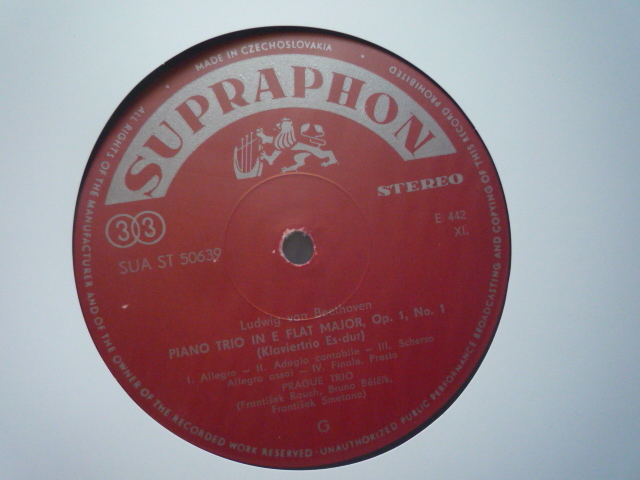 MADE IN CZECHOSLOVAKIA
ALL RIGHTS OF THE MANUFACTURER AND OF THE OWNER OF THE RECORDED WORK RESERVED · UNAUTHORIZED PUBLIC PERFORMANCE BROADCASTING AND COPYING OF THIS RECORD PROHIBITED
SUPRAPHON
STEREO
33
E 442
XI.
SUA ST 50639
Ludwig van Beethoven
PIANO TRIO IN E FLAT MAJOR, Op. 1, No. 1
(Klaviertrio Es-dur)
I. Allegro – II. Adagio cantabile – III. Scherzo
Allegro assai – IV. Finale. Presto
PRAGUE TRIO
(František Rauch, Bruno Bělčík,
František Smetana)
G